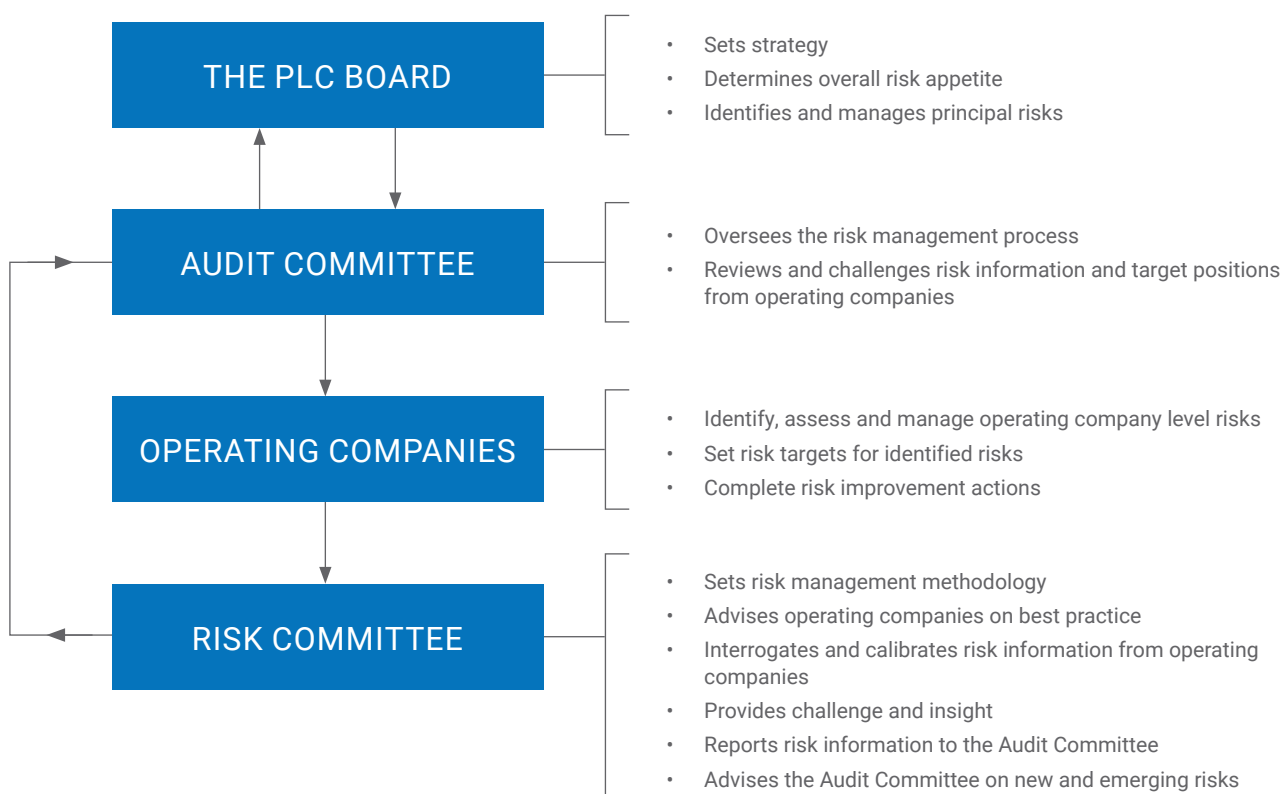 THE PLC BOARD
• Sets strategy
• Determines overall risk appetite
• Identifies and manages principal risks
AUDIT COMMITTEE
• Oversees the risk management process
• Reviews and challenges risk information and target positions
from operating companies
OPERATING COMPANIES
• Identify, assess and manage operating company level risks
• Set risk targets for identified risks
• Complete risk improvement actions
RISK COMMITTEE
• Sets risk management methodology
• Advises operating companies on best practice
• Interrogates and calibrates risk information from operating
companies
• Provides challenge and insight
• Reports risk information to the Audit Committee
• Advises the Audit Committee on new and emerging risks